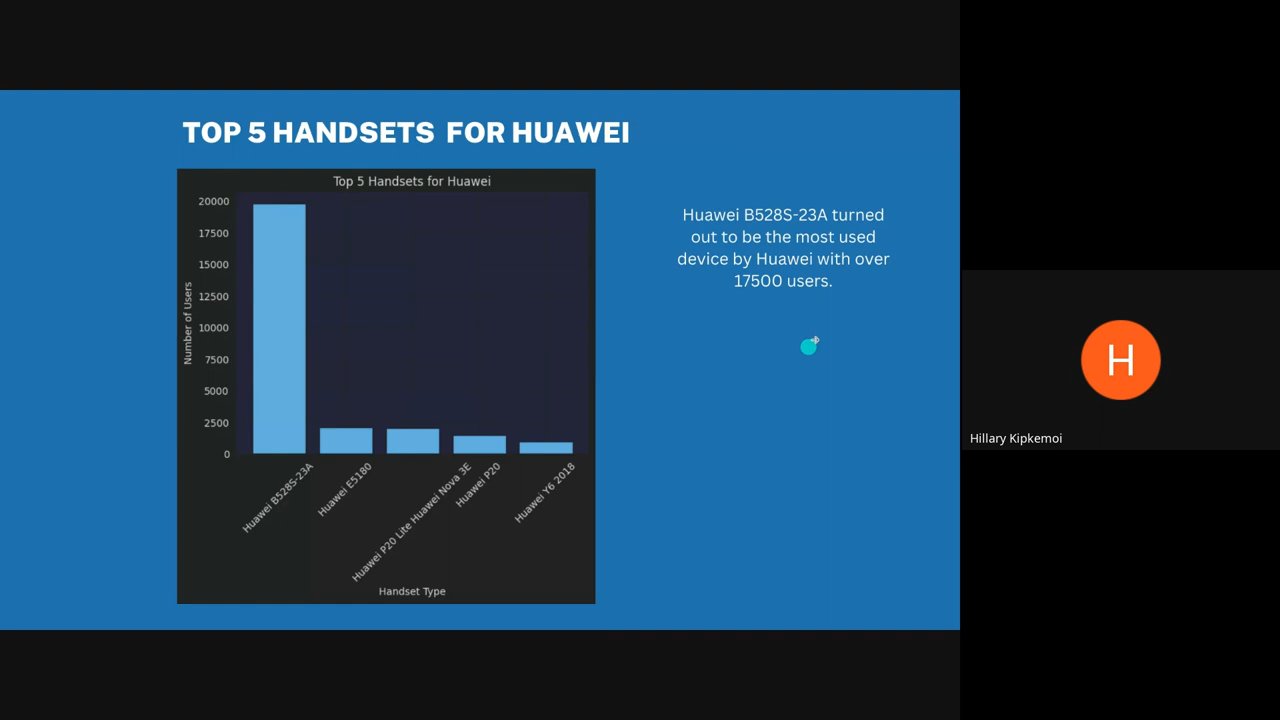 TOP 5 HANDSETS FOR HUAWEI
Top 5 Handsets for Huawei
20000
17500
15000
12500
10000
7500
5000
2500
0
Number of Users
Huawei B528S-23A
Huawei E5180
Huawei P20 Lite Huawei Nova 3E
Huawei P20
Huawei Y6 2018
Handset Type
Huawei B528S-23A turned
out to be the most used
device by Huawei with over
17500 users.
H
Hillary Kipkemoi